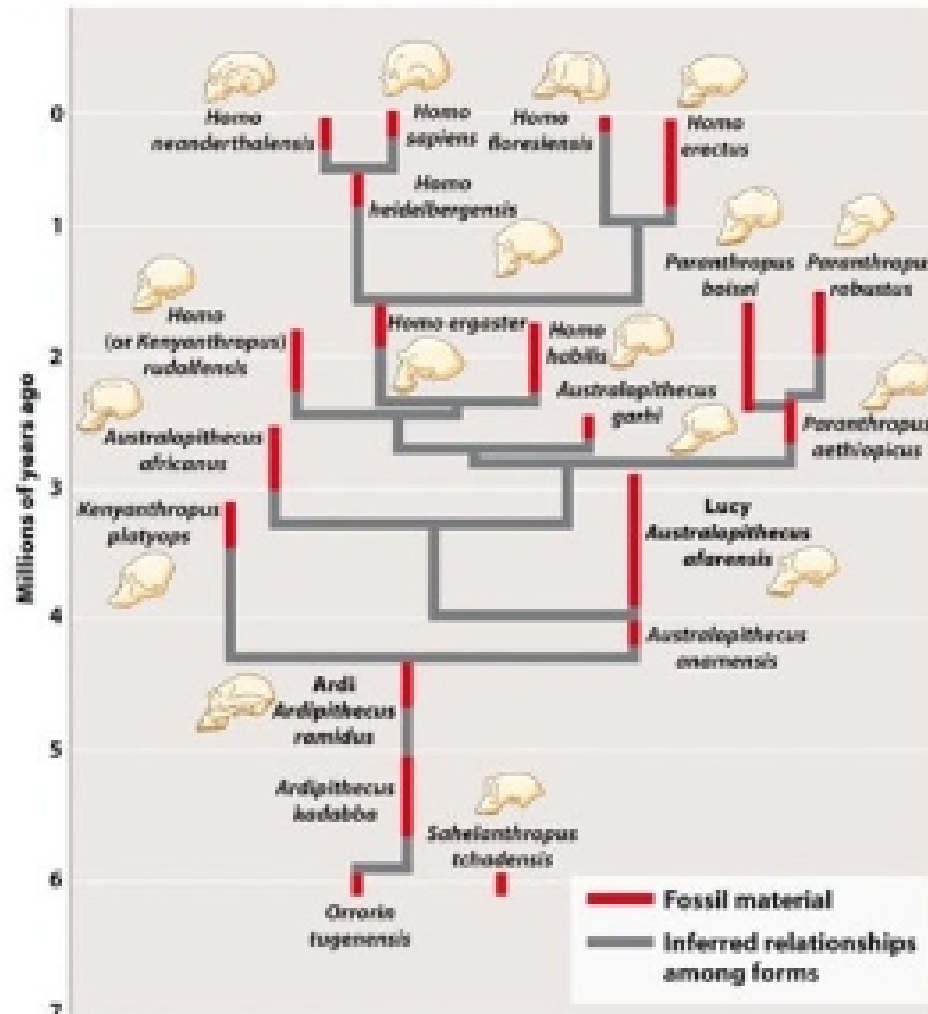 0
Homo
neanderthalensis
Homo
sapiens
Homo
floresiensis
Homo
erectus
Homo
heidelbergensis
1
Paranthropus
boisei
Paranthropu
robustus
Homo
(or Kenyanthropus)
rudolfensis
Homo ergaster
Homo
habilis
2
Australopithecus
garhi
Australopithecus
africanus
Paranthropus
aethiopicus
3
Kenyanthropus
platyops
Lucy
Australopithecus
afarensis
Millions of years ago
4
Australopithecus
anamensis
Ardi
Ardipithecus
ramidus
5
Ardipithecus
kadabba
Sahelanthropus
tchadensis
6
Orrorin
tugenensis
Fossil material
Inferred relationships
among forms
7